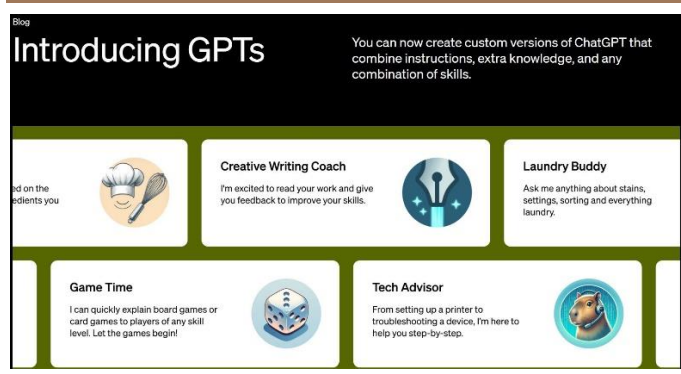 Blog
Introducing GPTs
You can now create custom versions of ChatGPT that
combine instructions, extra knowledge, and any
combination of skills.
ed on the
edients you
Creative Writing Coach
I'm excited to read your work and give
you feedback to improve your skills.
Laundry Buddy
Ask me anything about stains,
settings, sorting and everything
laundry.
Game Time
I can quickly explain board games or
card games to players of any skill
level. Let the games begin!
Tech Advisor
From setting up a printer to
troubleshooting a device, I'm here to
help you step-by-step.